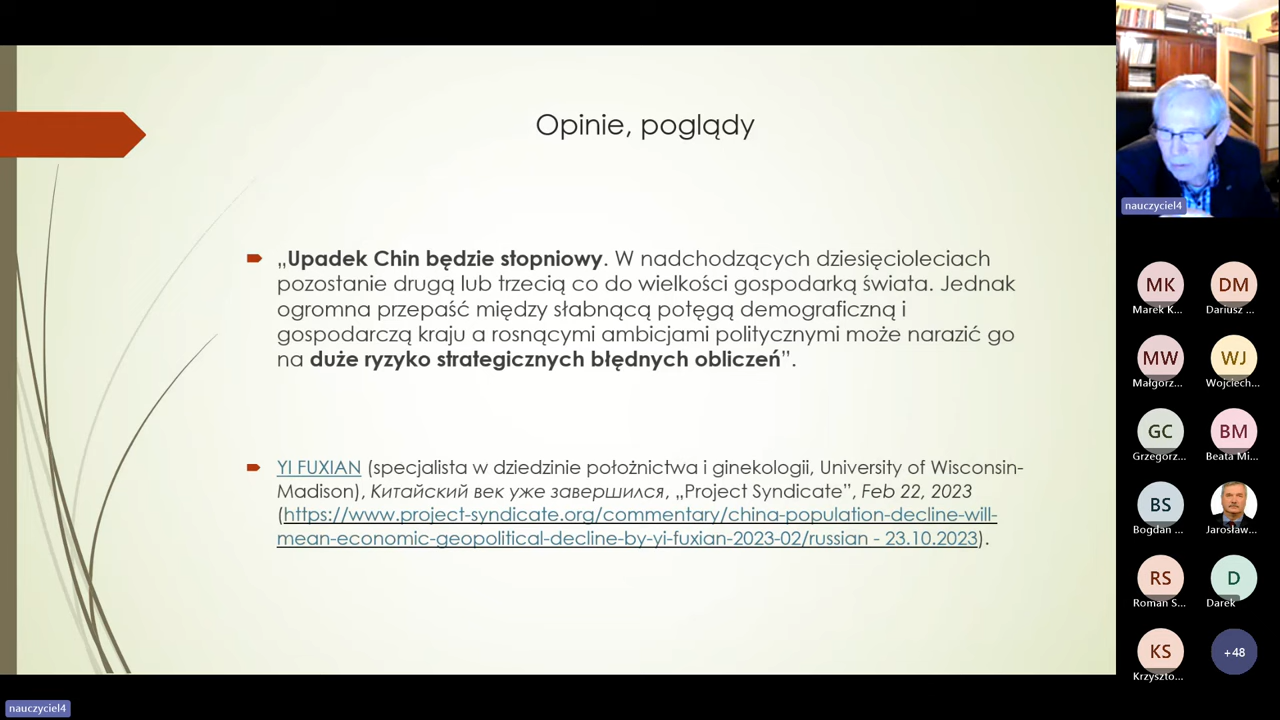 Opinie, poglądy
„Upadek Chin będzie stopniowy. W nadchodzących dziesięcioleciach
pozostanie drugą lub trzecią co do wielkości gospodarką świata. Jednak
ogromna przepaść między słabnącą potęgą demograficzną i
gospodarczą kraju a rosnącymi ambicjami politycznymi może narazić go
na duże ryzyko strategicznych błędnych obliczeń”.
YI FUXIAN (specjalista w dziedzinie położnictwa i ginekologii, University of Wisconsin-
Madison), Китайский век уже завершился, „Project Syndicate”, Feb 22, 2023
(https://www.project-syndicate.org/commentary/china-population-decline-will-
mean-economic-geopolitical-decline-by-yi-fuxian-2023-02/russian - 23.10.2023).
nauczyciel4
MK
DM
Marek K...
Dariusz ...
MW
WJ
Małgorz...
Wojciech...
GC
BM
Grzegorz...
Beata Mi...
BS
Bogdan ...
Jarosław...
RS
D
Roman S...
Darek
KS
+48
Krzyszto...
nauczyciel4